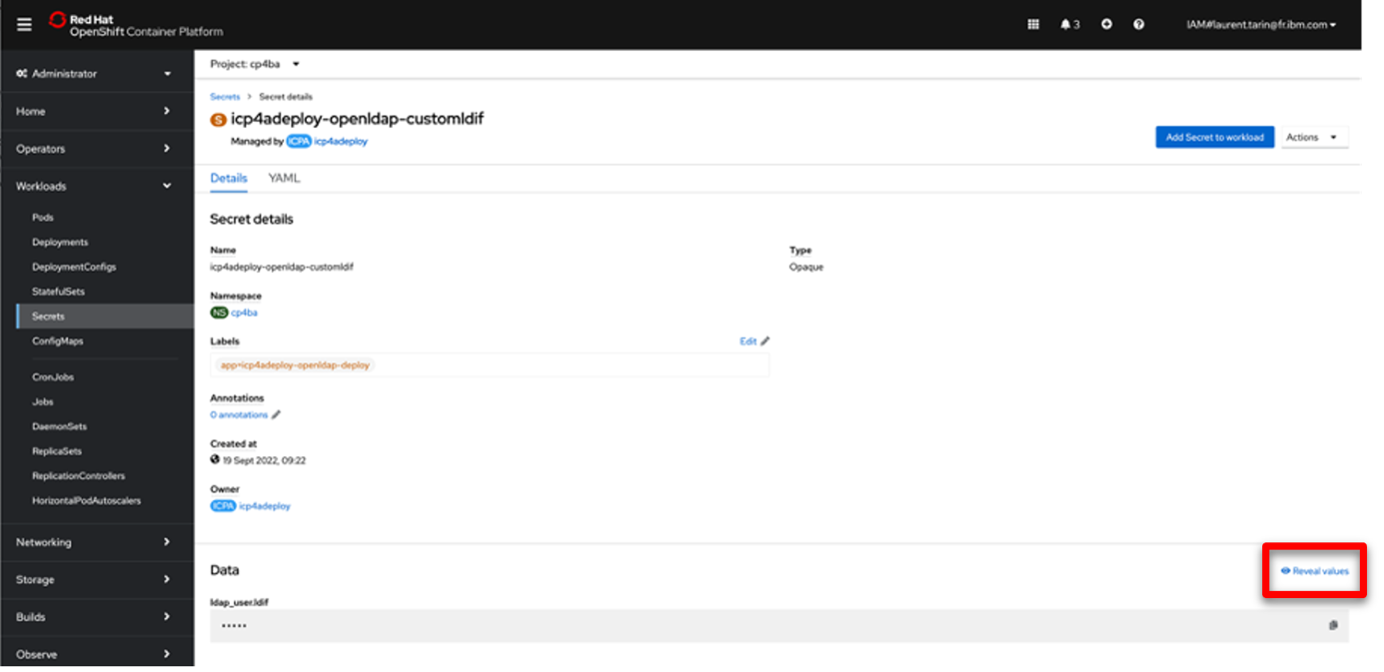 Red Hat
OpenShift Container Platform
3
IAM#laurent.tarin@fr.ibm.com
Administrator
Home
Operators
Workloads
Pods
Deployments
DeploymentConfigs
StatefulSets
Secrets
ConfigMaps
CronJobs
Jobs
DaemonSets
ReplicaSets
ReplicationControllers
HorizontalPodAutoscalers
Networking
Storage
Builds
Observe
Project: cp4ba
Secrets > Secret details
S icp4adeploy-openldap-customldif
Managed by ICPA icp4adeploy
Add Secret to workload
Actions
Details YAML
Secret details
Name
icp4adeploy-openldap-customldif
Type
Opaque
Namespace
NS cp4ba
Labels
Edit
app=icp4adeploy-openldap-deploy
Annotations
0 annotations
Created at
19 Sept 2022, 09:22
Owner
ICPA icp4adeploy
Data
Reveal values
ldap_user.ldif
•••••